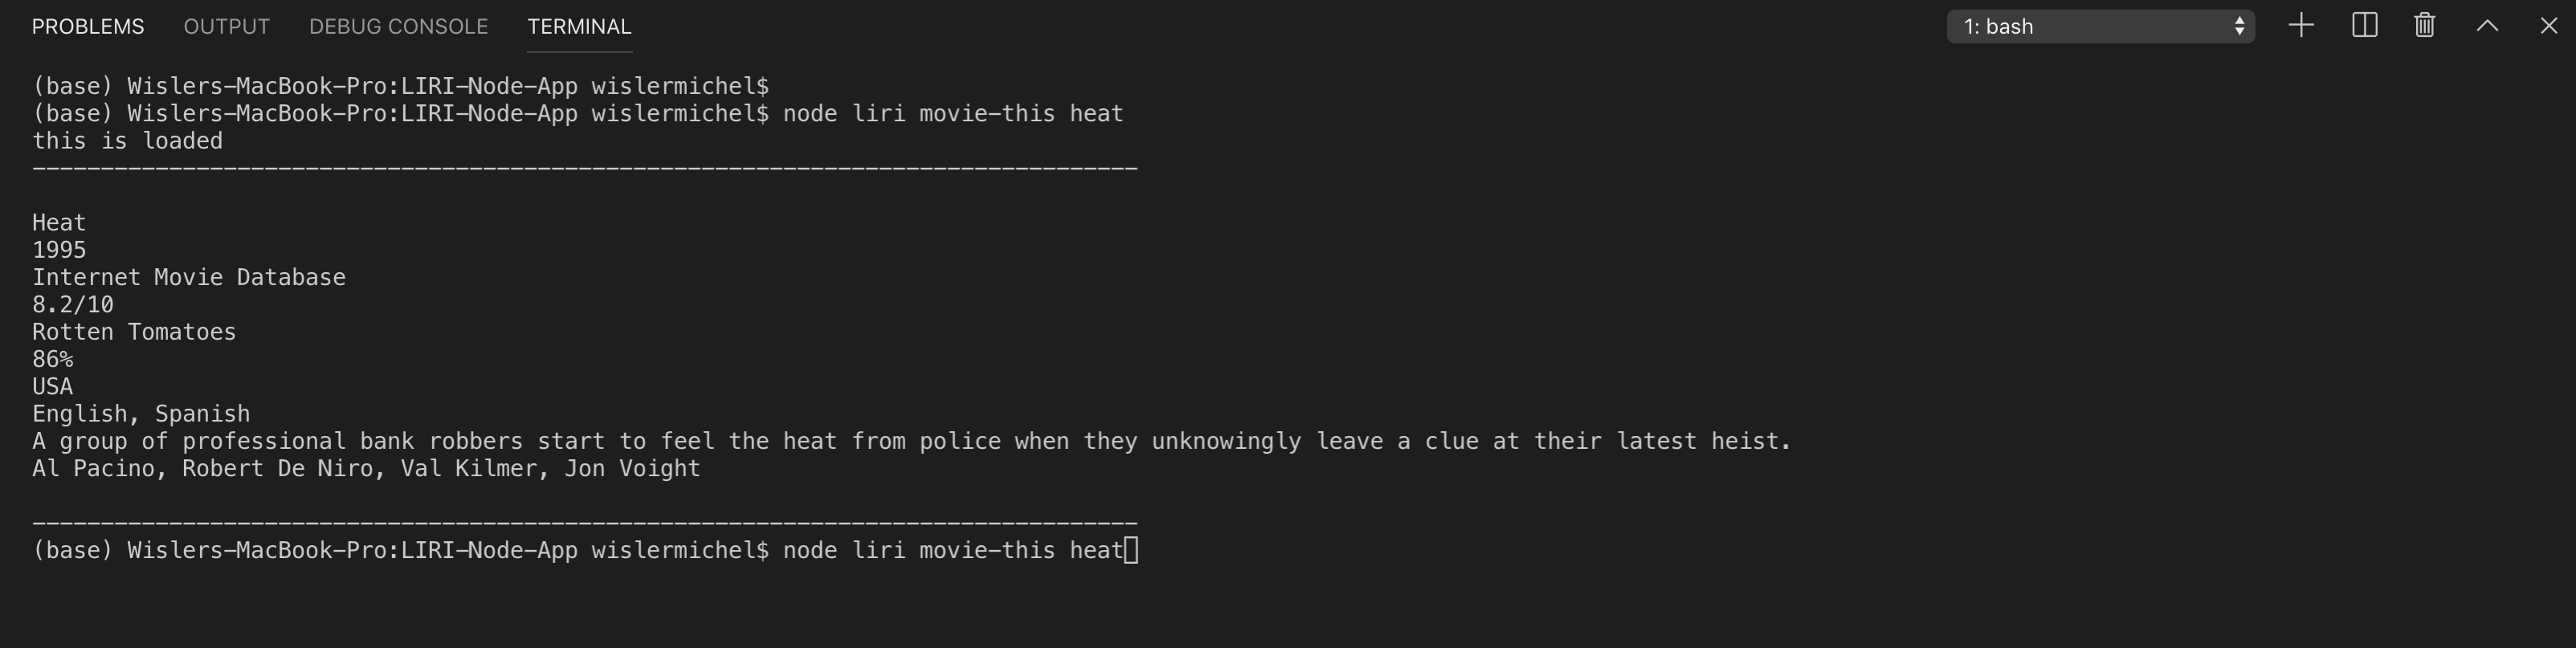 PROBLEMS OUTPUT DEBUG CONSOLE TERMINAL 1: bash
(base) Wislers-MacBook-Pro:LIRI-Node-App wislermichel$
(base) Wislers-MacBook-Pro:LIRI-Node-App wislermichel$ node liri movie-this heat
this is loaded
---------------------------------------------------------------------------------
Heat
1995
Internet Movie Database
8.2/10
Rotten Tomatoes
86%
USA
English, Spanish
A group of professional bank robbers start to feel the heat from police when they unknowingly leave a clue at their latest heist.
Al Pacino, Robert De Niro, Val Kilmer, Jon Voight
---------------------------------------------------------------------------------
(base) Wislers-MacBook-Pro:LIRI-Node-App wislermichel$ node liri movie-this heat